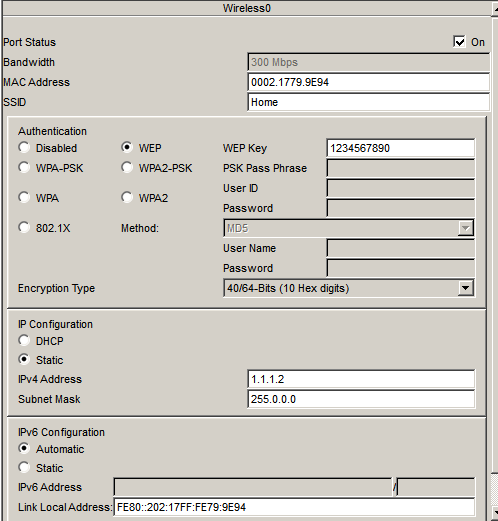 Wireless0
Port Status On
Bandwidth 300 Mbps
MAC Address 0002.1779.9E94
SSID Home
Authentication
Disabled WEP WEP Key 1234567890
WPA-PSK WPA2-PSK PSK Pass Phrase
User ID
WPA WPA2
Password
802.1X Method: MD5
User Name
Password
Encryption Type 40/64-Bits (10 Hex digits)
IP Configuration
DHCP
Static
IPv4 Address 1.1.1.2
Subnet Mask 255.0.0.0
IPv6 Configuration
Automatic
Static
IPv6 Address /
Link Local Address: FE80::202:17FF:FE79:9E94